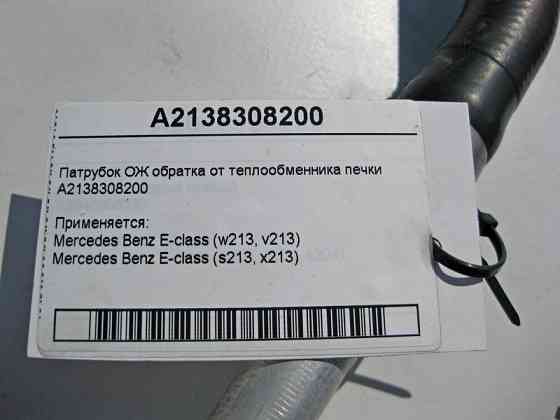 A2138308200
Патрубок ОЖ обратка от теплообменника печки
A2138308200
Применяется:
Mercedes Benz E-class (w213, v213)
Mercedes Benz E-class (s213, x213)